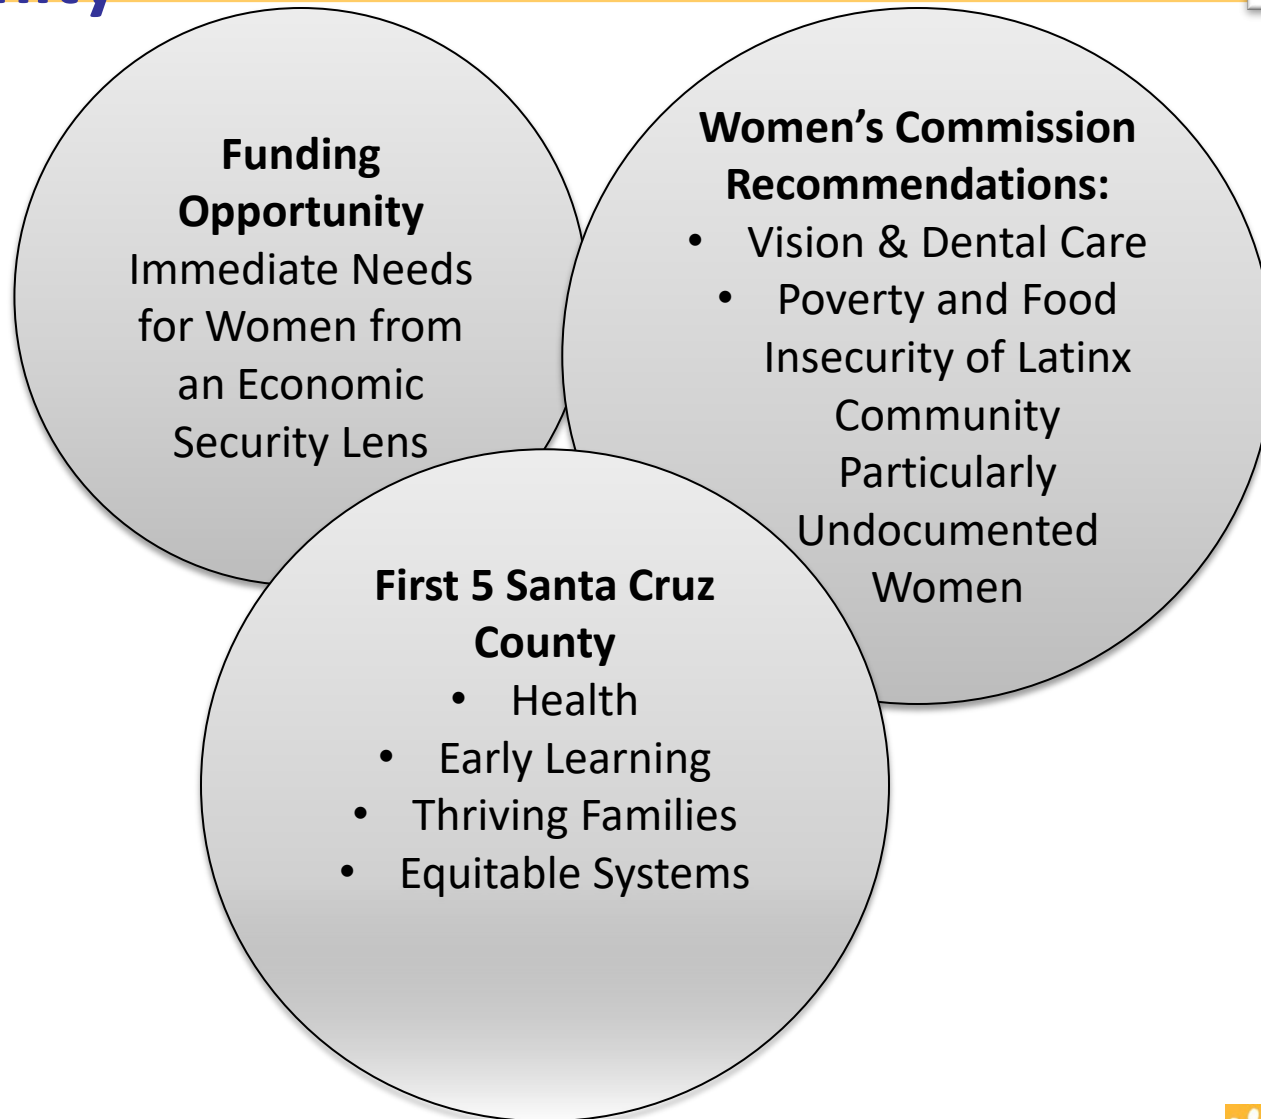 Funding
Opportunity
Immediate Needs
for Women from
an Economic
Security Lens
Women’s Commission
Recommendations:
• Vision & Dental Care
• Poverty and Food
Insecurity of Latinx
Community
Particularly
Undocumented
Women
First 5 Santa Cruz
County
• Health
• Early Learning
• Thriving Families
• Equitable Systems